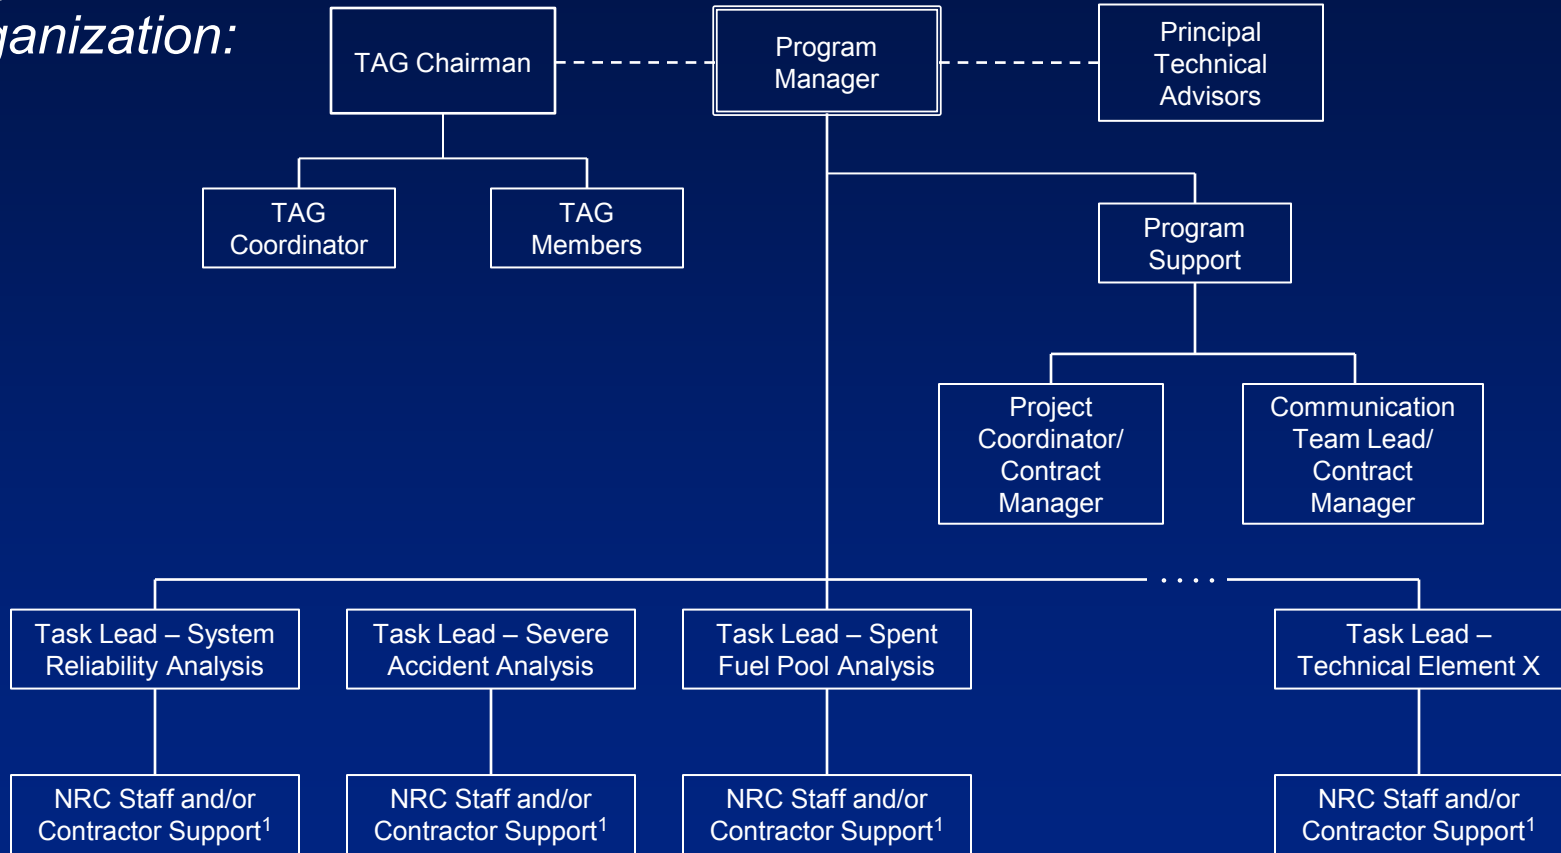 ganization:
TAG Chairman
Program
Manager
Principal
Technical
Advisors
TAG
Coordinator
TAG
Members
Program
Support
Project
Coordinator/
Contract
Manager
Communication
Team Lead/
Contract
Manager
. . . .
Task Lead – System
Reliability Analysis
Task Lead – Severe
Accident Analysis
Task Lead – Spent
Fuel Pool Analysis
Task Lead –
Technical Element X
NRC Staff and/or
Contractor Support¹
NRC Staff and/or
Contractor Support¹
NRC Staff and/or
Contractor Support¹
NRC Staff and/or
Contractor Support¹